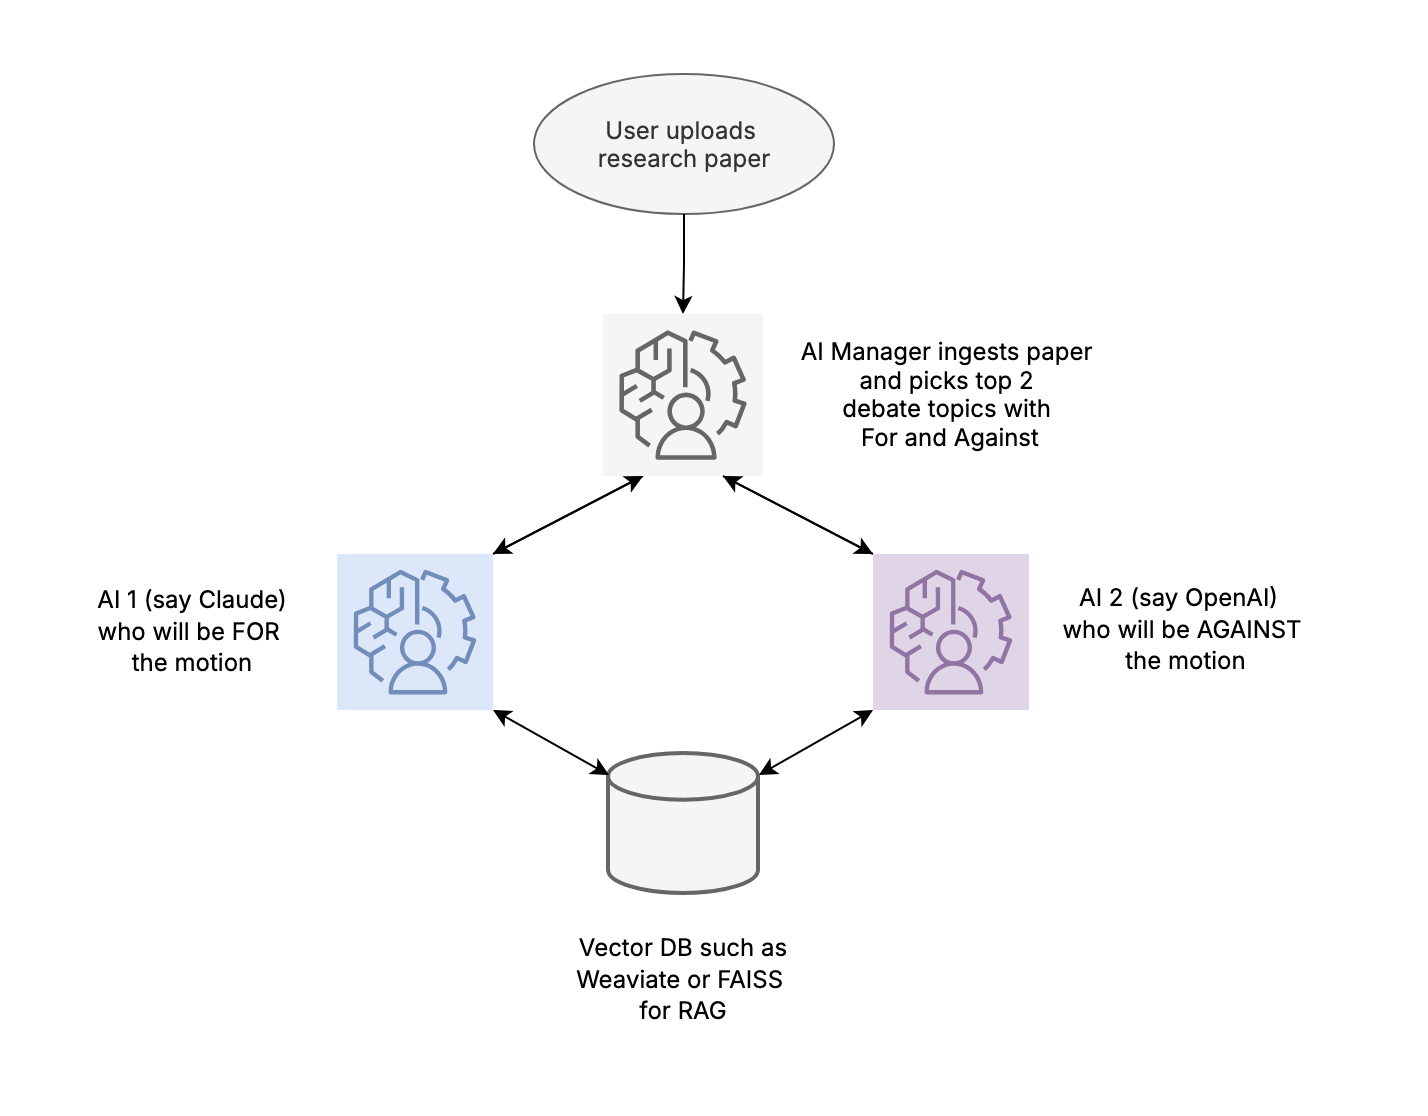 User uploads
research paper
AI Manager ingests paper
and picks top 2
debate topics with
For and Against
AI 1 (say Claude)
who will be FOR
the motion
AI 2 (say OpenAI)
who will be AGAINST
the motion
Vector DB such as
Weaviate or FAISS
for RAG